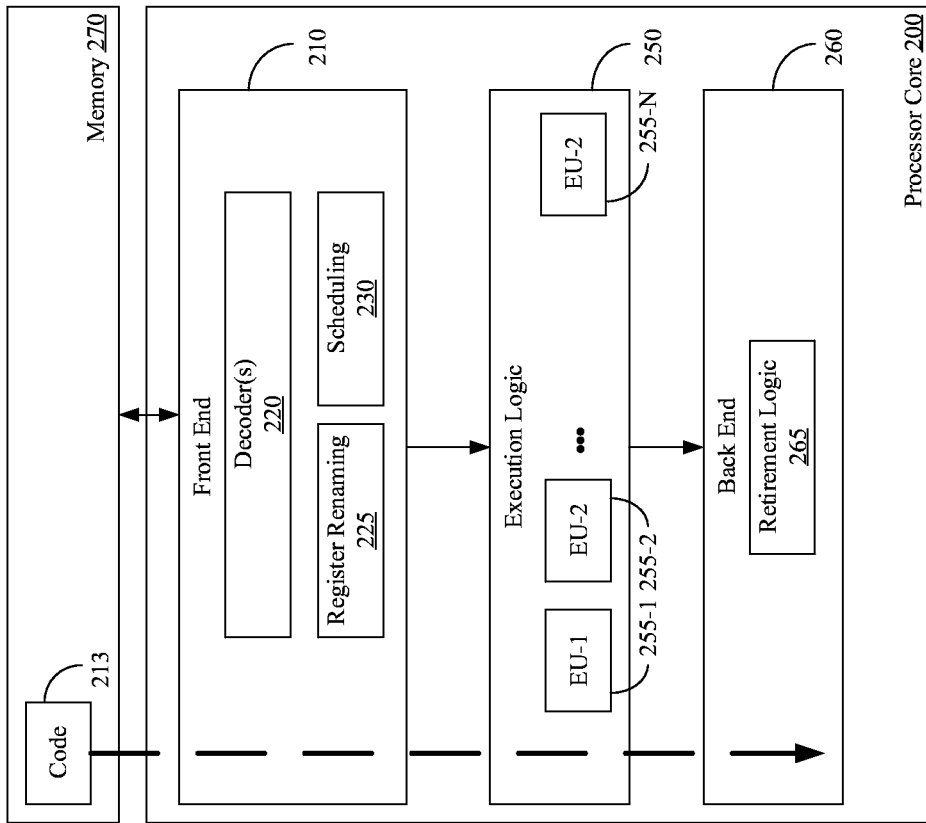 Memory 270
Code
213
210
Front End
Decoder(s)
220
Register Renaming
225
Scheduling
230
250
Execution Logic
EU-1
EU-2
•••
EU-2
255-1
255-2
255-N
260
Back End
Retirement Logic
265
Processor Core 200